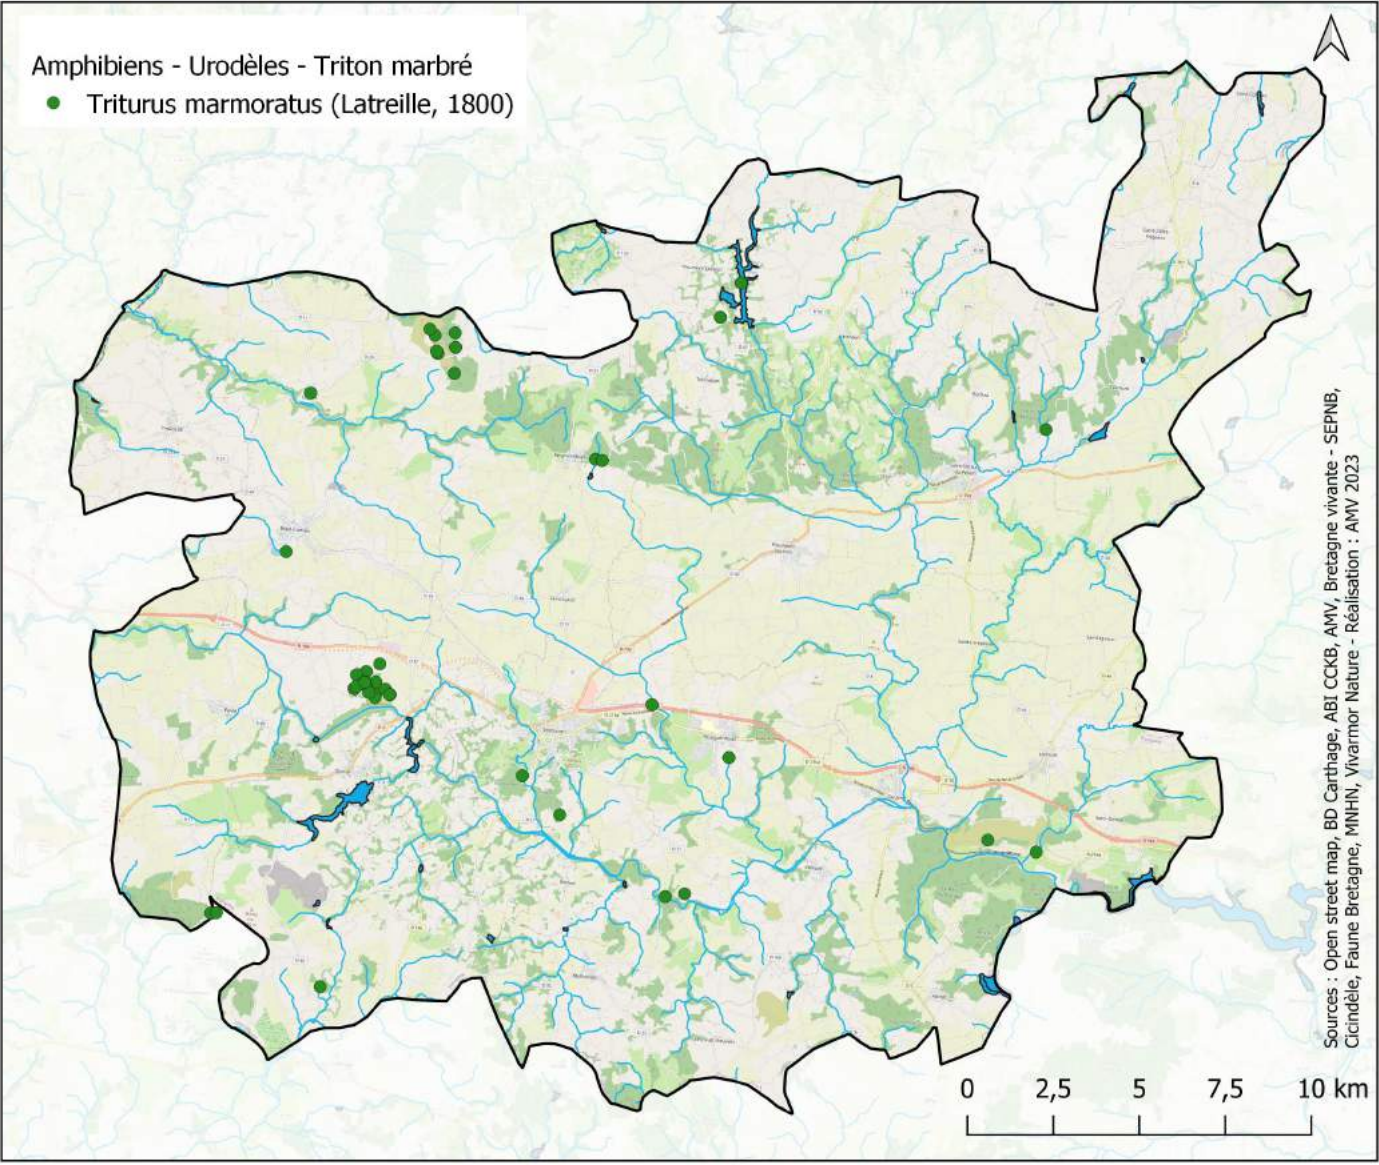 Amphibiens - Urodèles - Triton marbré
Triturus marmoratus (Latreille, 1800)
Sources : Open street map, BD Carthage, ABI CCKB, AMV, Bretagne vivante - SEPNB,
Cicindèle, Faune Bretagne, MNHN, Vivarmor Nature - Réalisation : AMV 2023
0 2,5 5 7,5 10 km